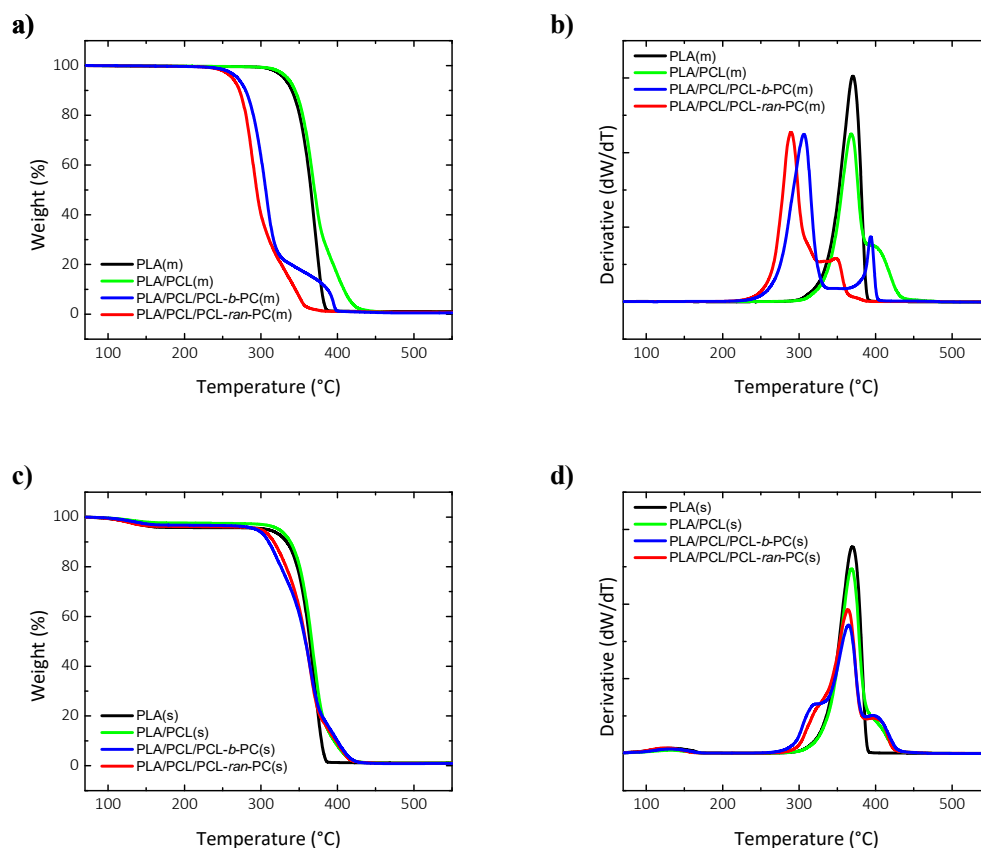 a)
100
80
60
40
20
0
Weight (%)
PLA(m)
PLA/PCL(m)
PLA/PCL/PCL-b-PC(m)
PLA/PCL/PCL-ran-PC(m)
100
200
300
400
500
Temperature (°C)
b)
Derivative (dW/dT)
PLA(m)
PLA/PCL(m)
PLA/PCL/PCL-b-PC(m)
PLA/PCL/PCL-ran-PC(m)
100
200
300
400
500
Temperature (°C)
c)
100
80
60
40
20
0
Weight (%)
PLA(s)
PLA/PCL(s)
PLA/PCL/PCL-b-PC(s)
PLA/PCL/PCL-ran-PC(s)
100
200
300
400
500
Temperature (°C)
d)
Derivative (dW/dT)
PLA(s)
PLA/PCL(s)
PLA/PCL/PCL-b-PC(s)
PLA/PCL/PCL-ran-PC(s)
100
200
300
400
500
Temperature (°C)